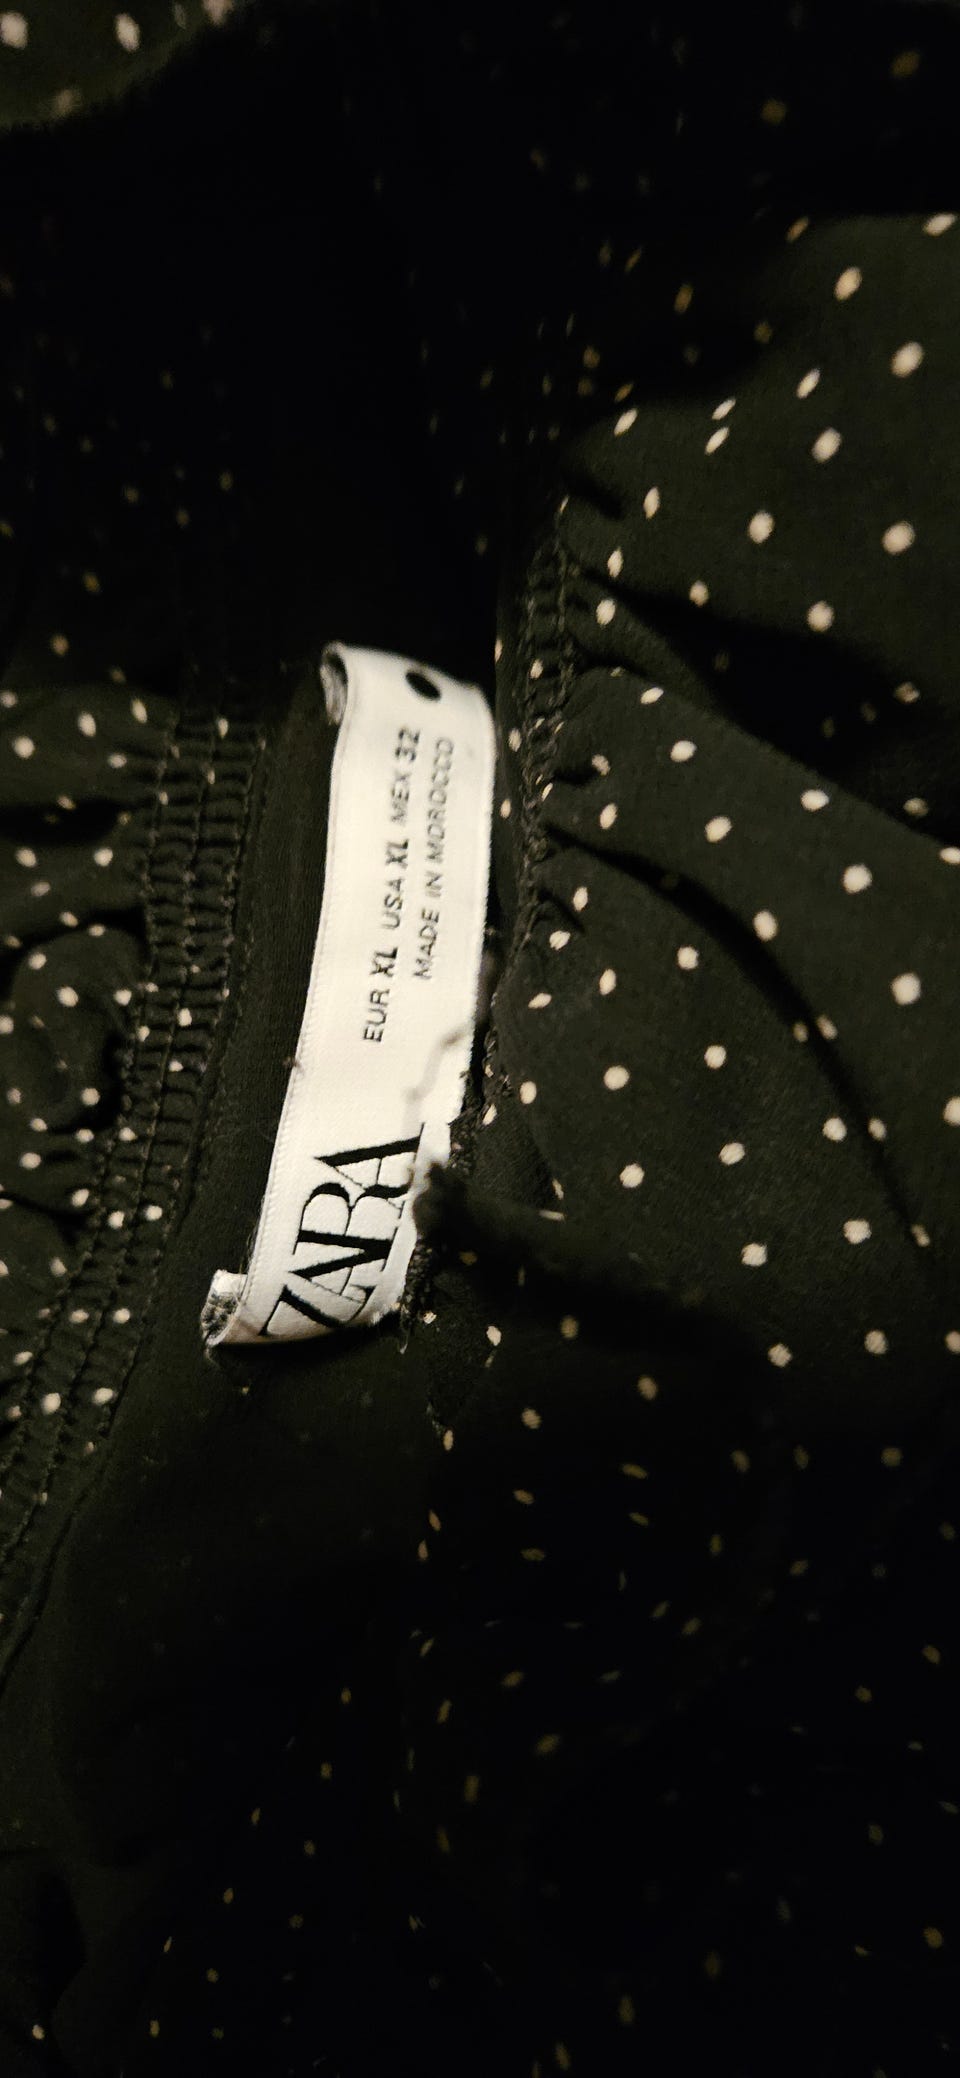 ZARA
EUR XL USA XL MEX 32
MADE IN MOROCCO